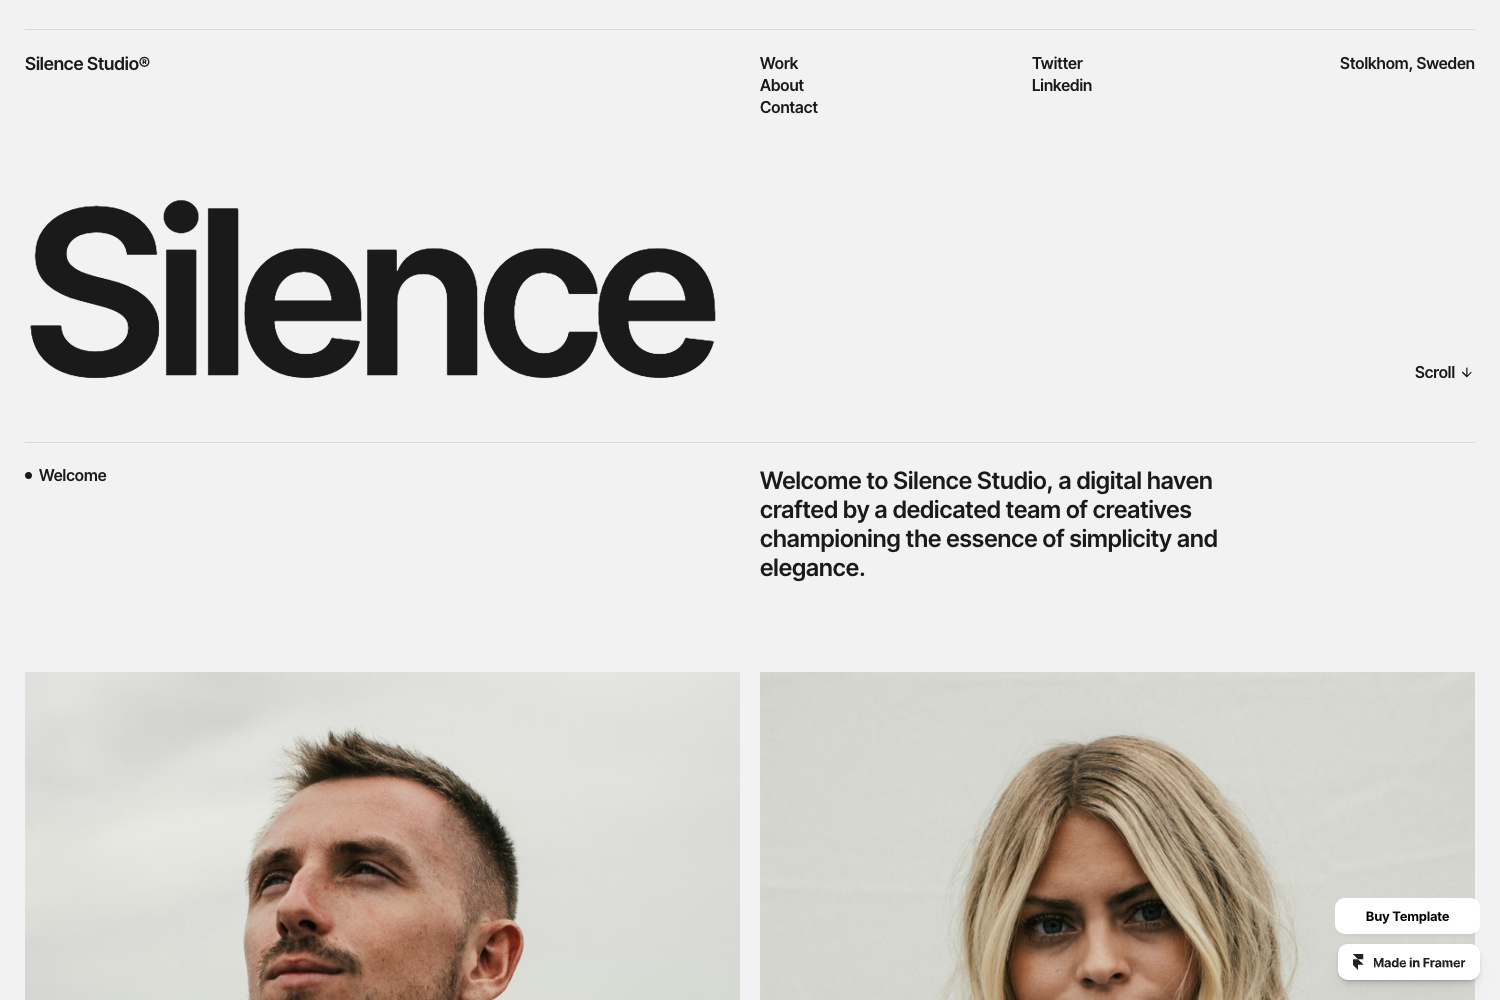 Silence Studio®
Work
About
Contact
Twitter
Linkedin
Stolkhom, Sweden
Silence
Scroll ↓
• Welcome
Welcome to Silence Studio, a digital haven
crafted by a dedicated team of creatives
championing the essence of simplicity and
elegance.
Buy Template
Made in Framer